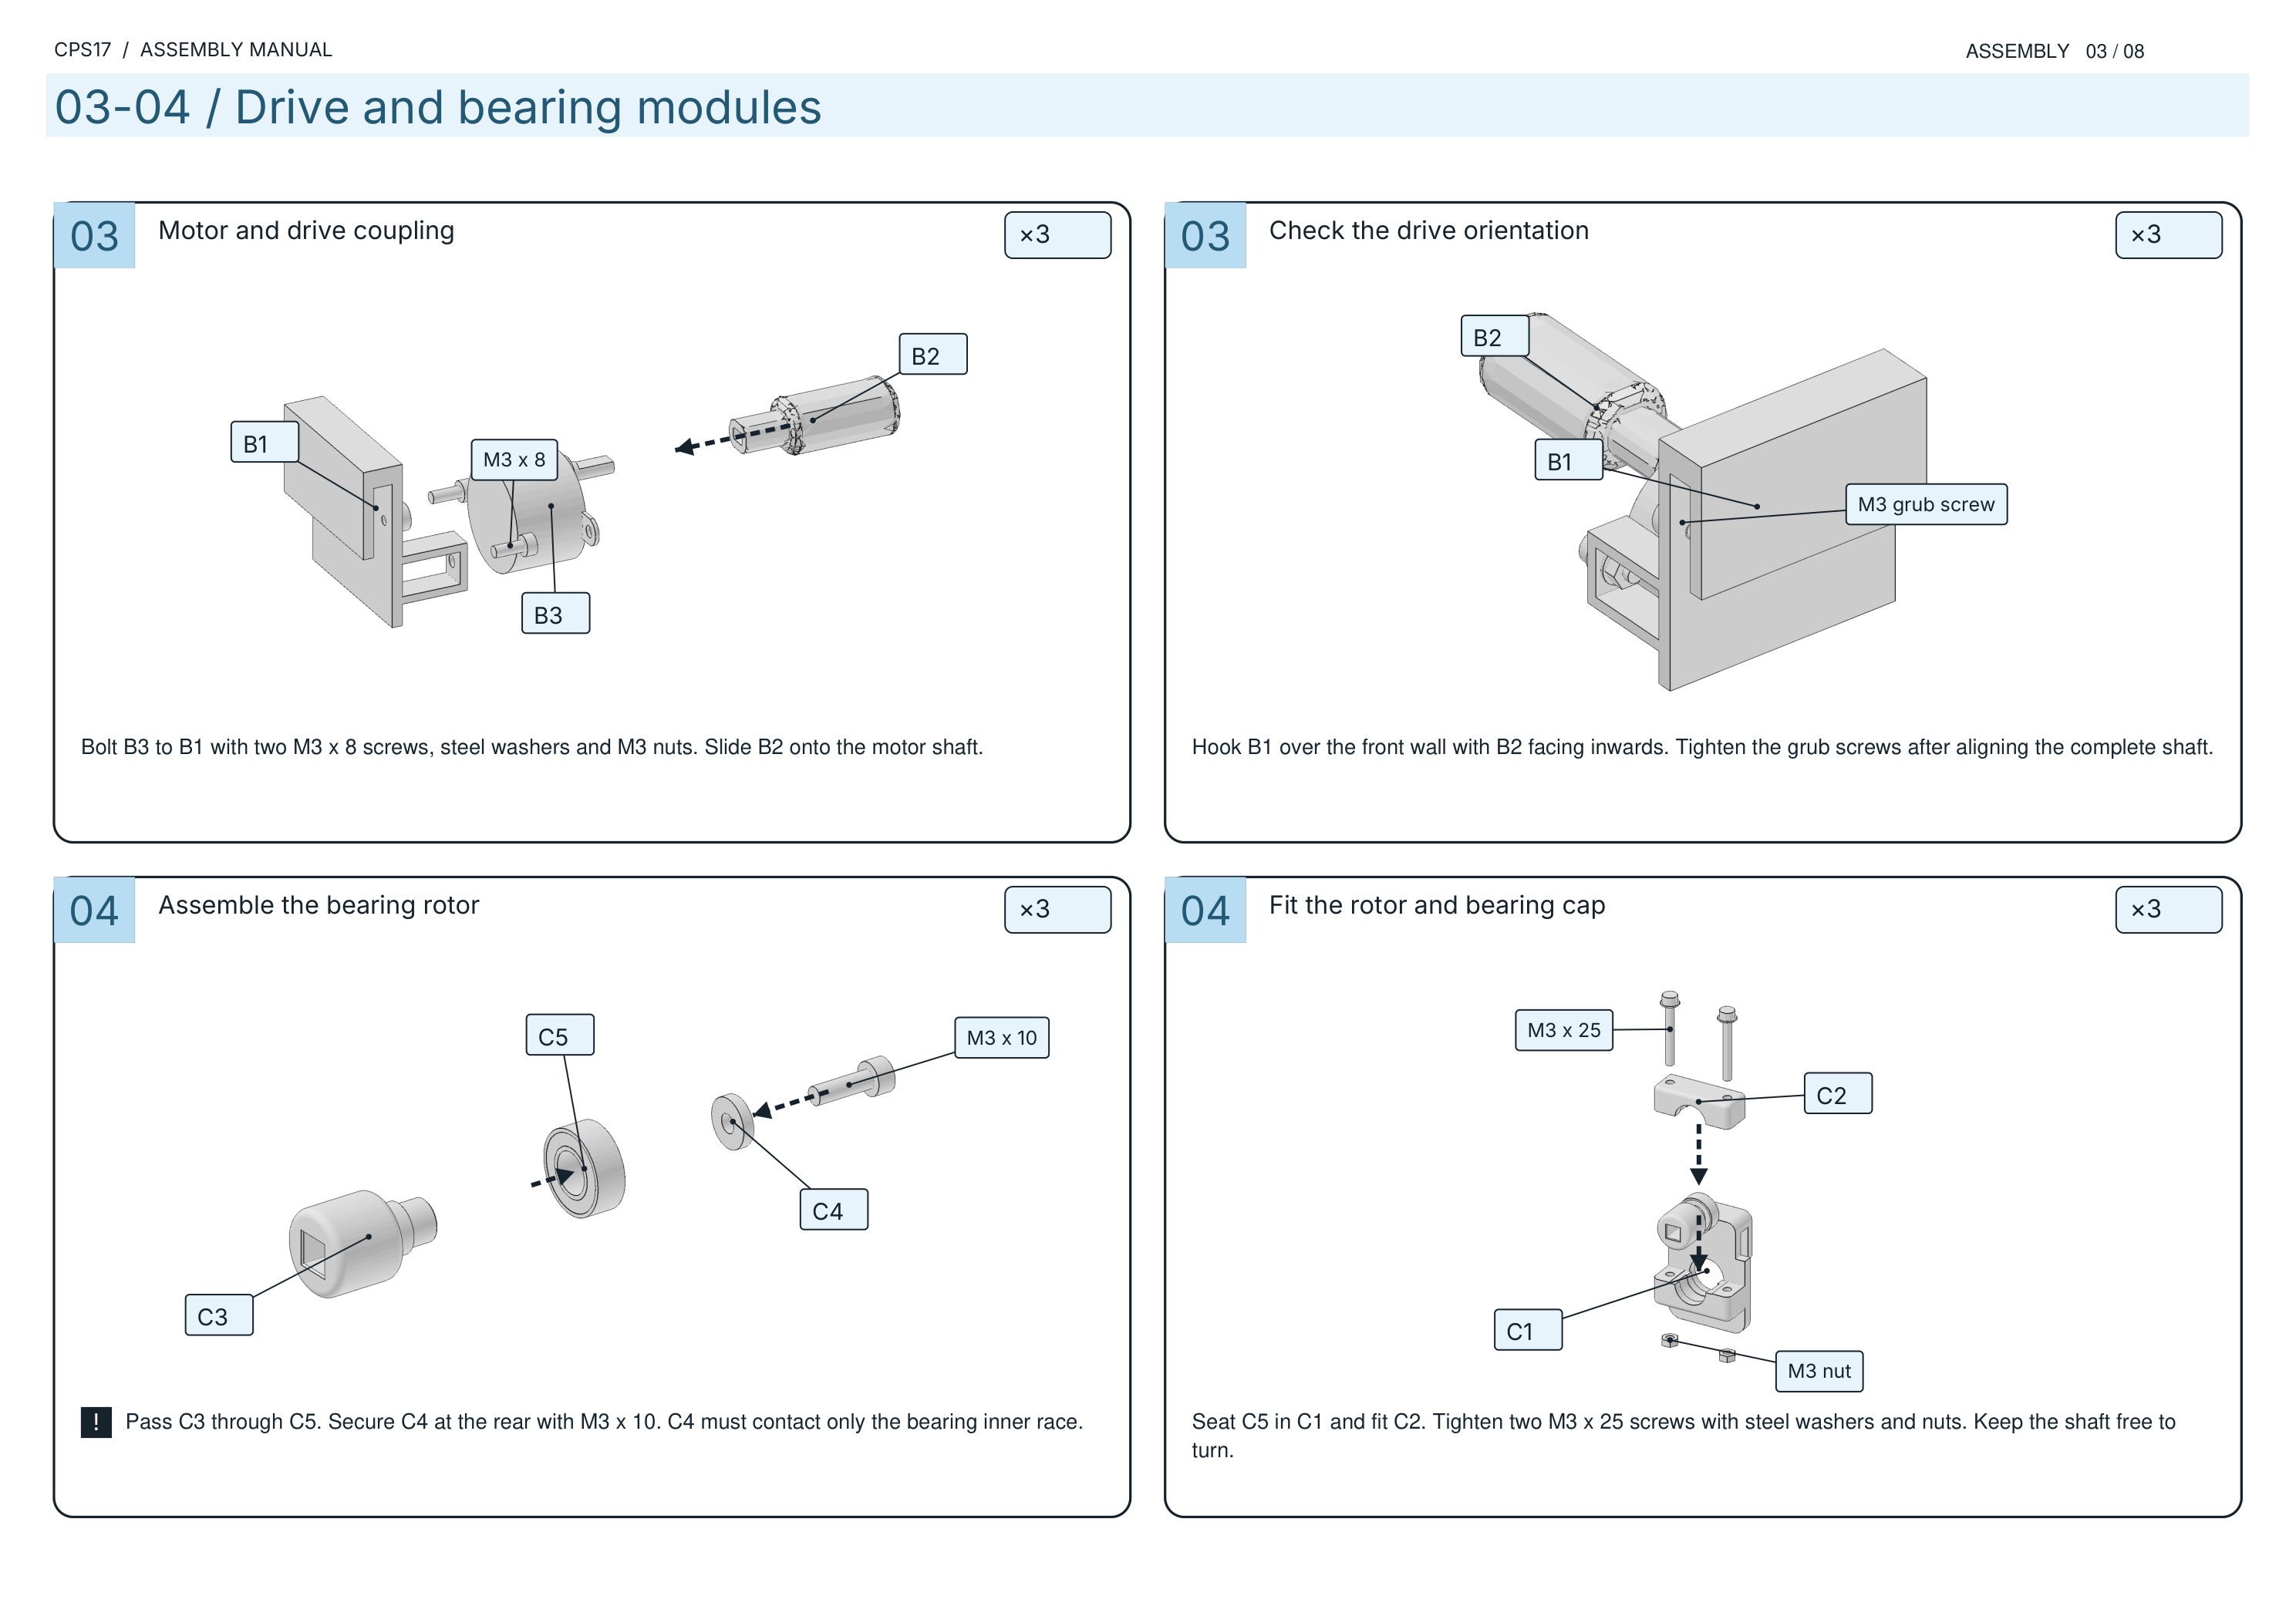 CPS17 / ASSEMBLY MANUAL
ASSEMBLY 03 / 08
03-04 / Drive and bearing modules
03
Motor and drive coupling
×3
B2
B1
M3 x 8
B3
Bolt B3 to B1 with two M3 x 8 screws, steel washers and M3 nuts. Slide B2 onto the motor shaft.
03
Check the drive orientation
×3
B2
B1
M3 grub screw
Hook B1 over the front wall with B2 facing inwards. Tighten the grub screws after aligning the complete shaft.
04
Assemble the bearing rotor
×3
C5
M3 x 10
C4
C3
! Pass C3 through C5. Secure C4 at the rear with M3 x 10. C4 must contact only the bearing inner race.
04
Fit the rotor and bearing cap
×3
M3 x 25
C2
C1
M3 nut
Seat C5 in C1 and fit C2. Tighten two M3 x 25 screws with steel washers and nuts. Keep the shaft free to
turn.